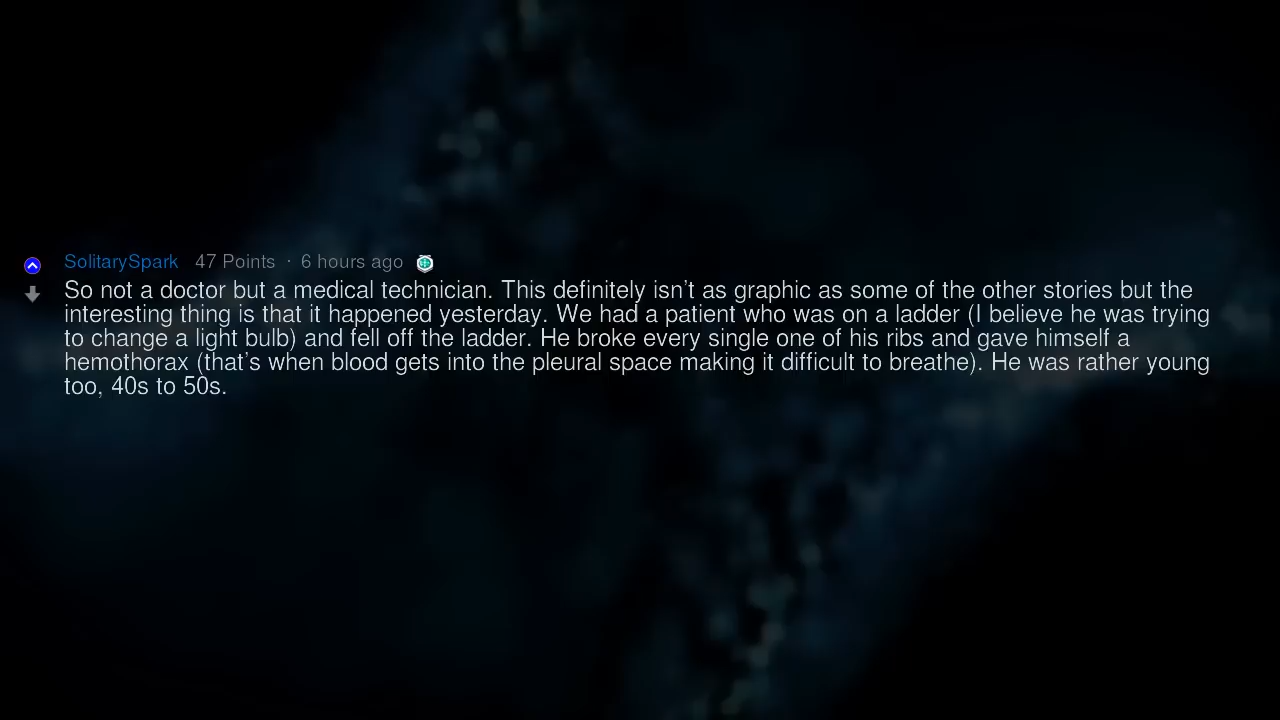 SolitarySpark 47 Points · 6 hours ago
So not a doctor but a medical technician. This definitely isn't as graphic as some of the other stories but the
interesting thing is that it happened yesterday. We had a patient who was on a ladder (I believe he was trying
to change a light bulb) and fell off the ladder. He broke every single one of his ribs and gave himself a
hemothorax (that's when blood gets into the pleural space making it difficult to breathe). He was rather young
too, 40s to 50s.